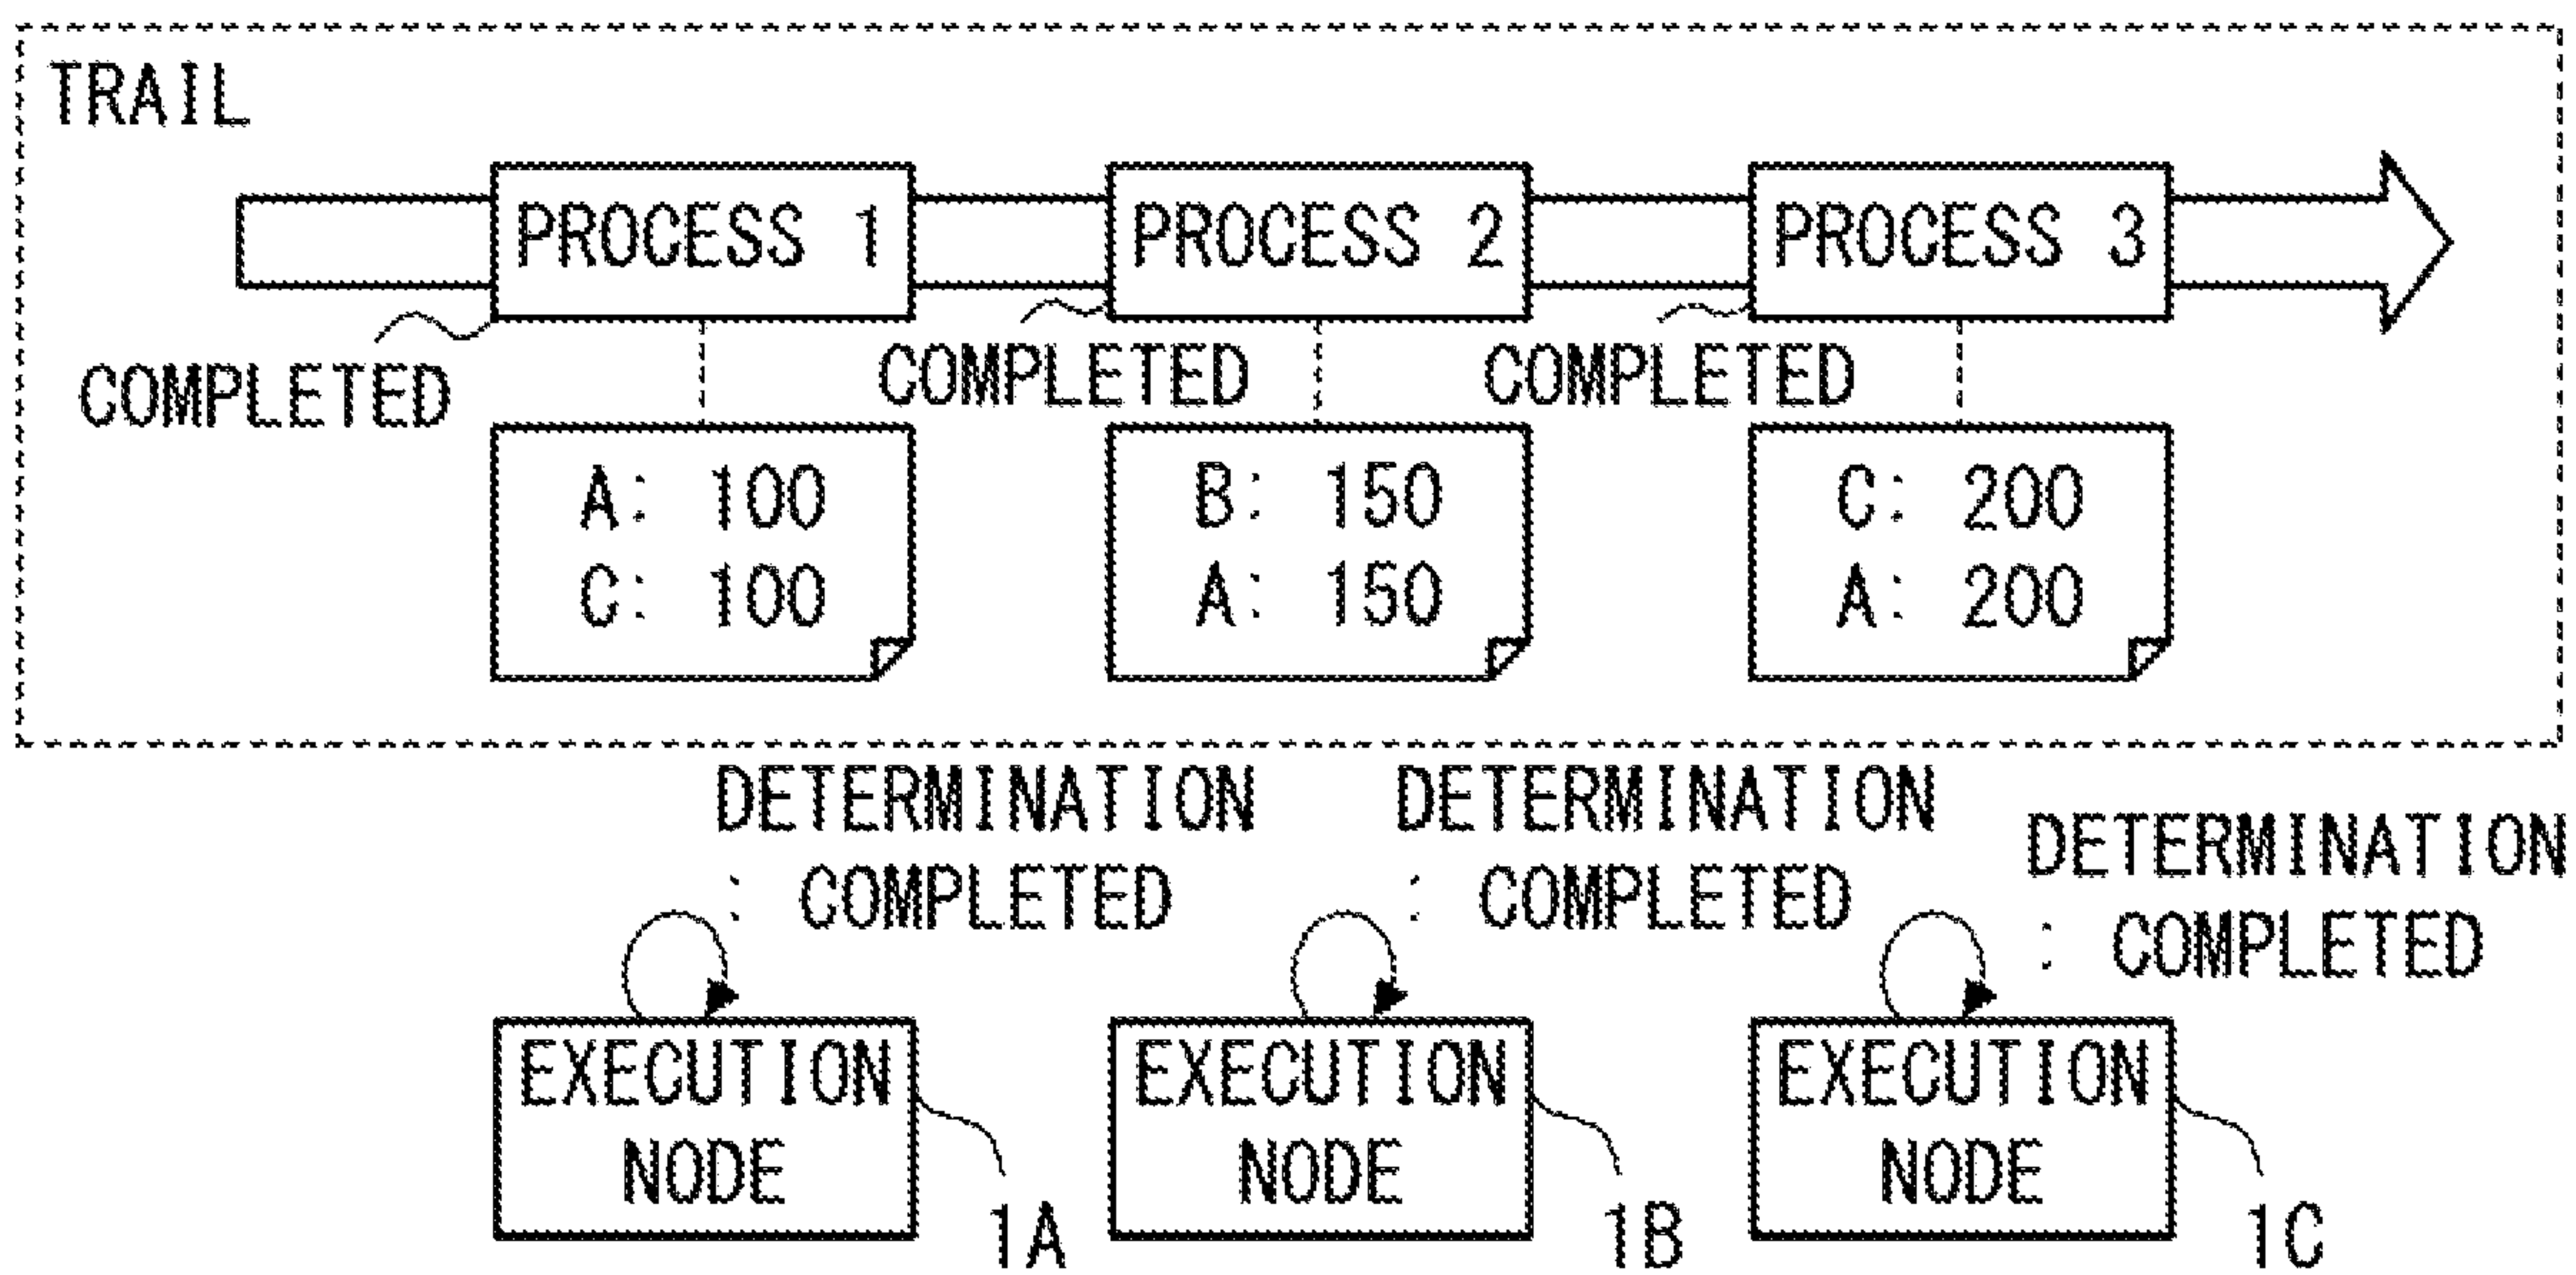 TRAIL
PROCESS 1
PROCESS 2
PROCESS 3
COMPLETED
COMPLETED
COMPLETED
A: 100
C: 100
B: 150
A: 150
C: 200
A: 200
DETERMINATION
: COMPLETED
DETERMINATION
: COMPLETED
DETERMINATION
: COMPLETED
EXECUTION
NODE
1A
EXECUTION
NODE
1B
EXECUTION
NODE
1C